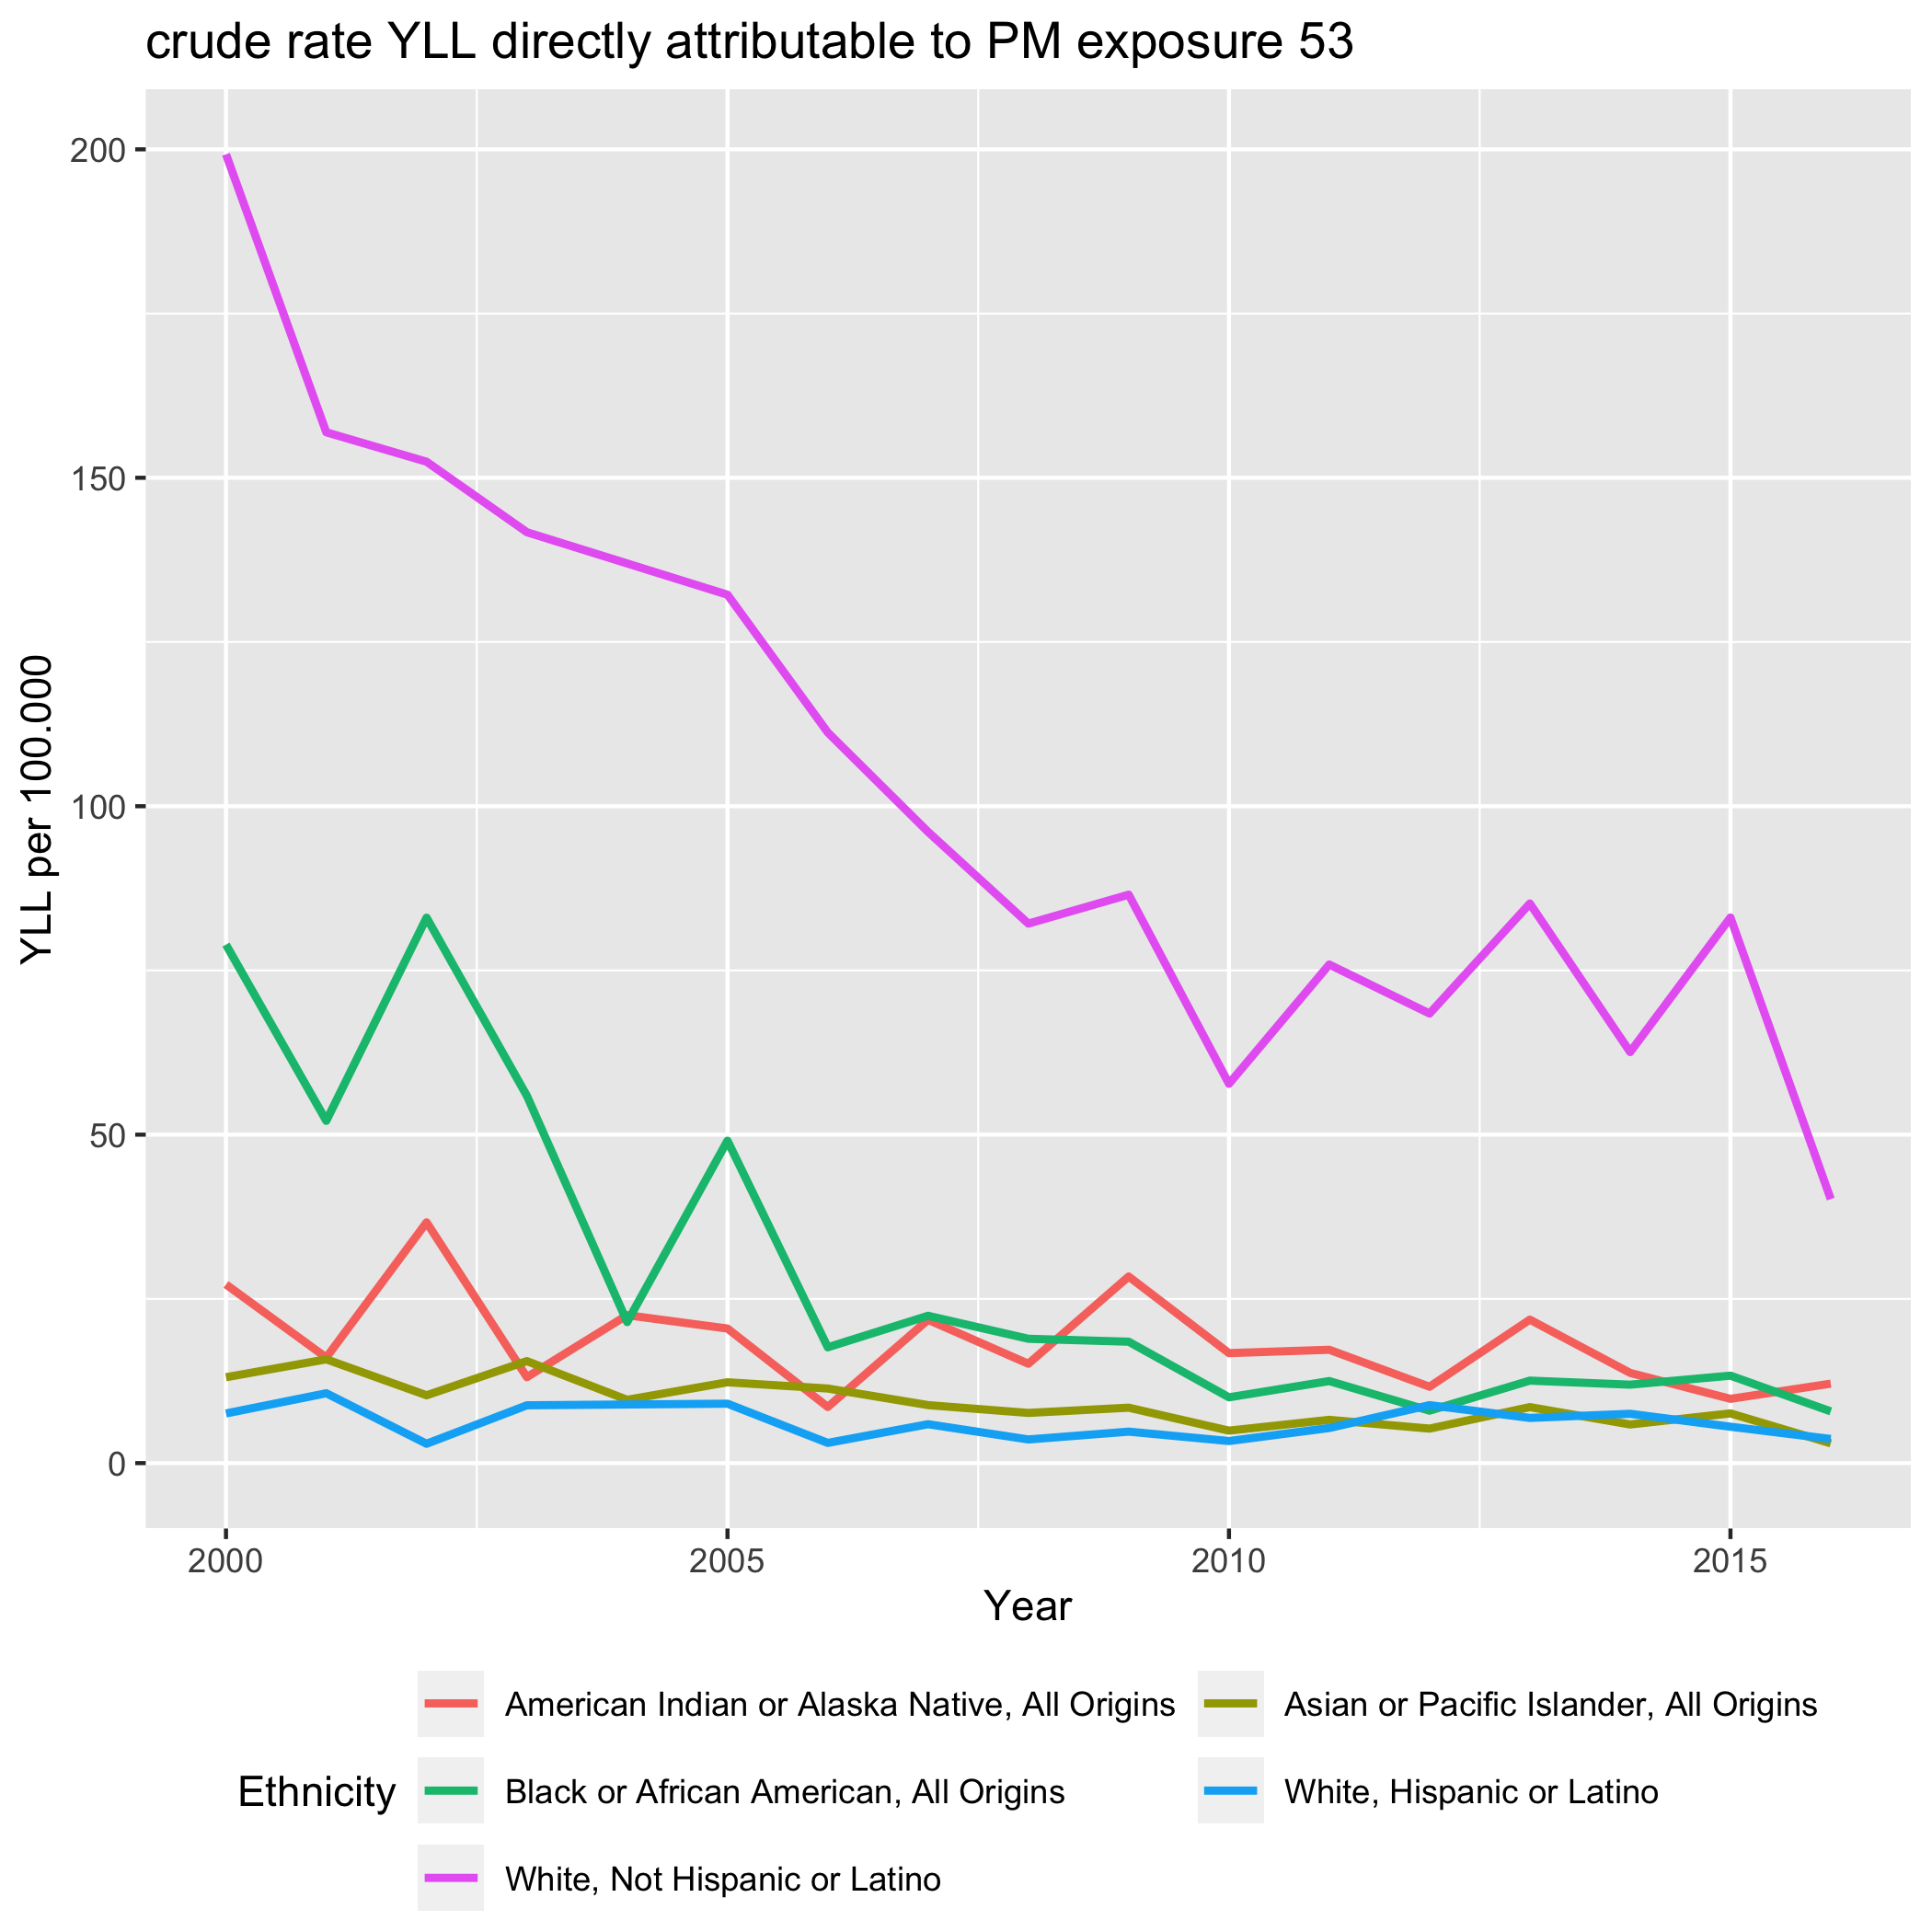 crude rate YLL directly attributable to PM exposure 53
YLL per 100.000
200
150
100
50
0
2000 2005 2010 2015
Year
Ethnicity
American Indian or Alaska Native, All Origins
Asian or Pacific Islander, All Origins
Black or African American, All Origins
White, Hispanic or Latino
White, Not Hispanic or Latino